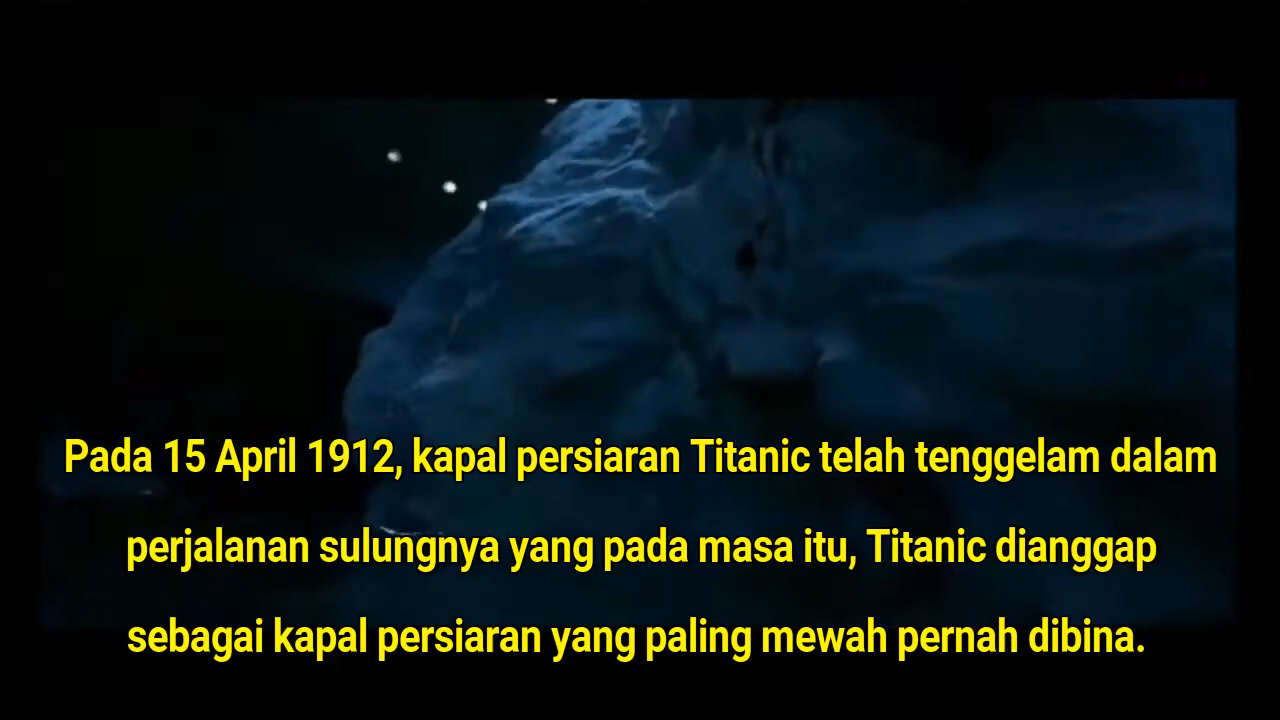 Pada 15 April 1912, kapal persiaran Titanic telah tenggelam dalam
perjalanan sulungnya yang pada masa itu, Titanic dianggap
sebagai kapal persiaran yang paling mewah pernah dibina.